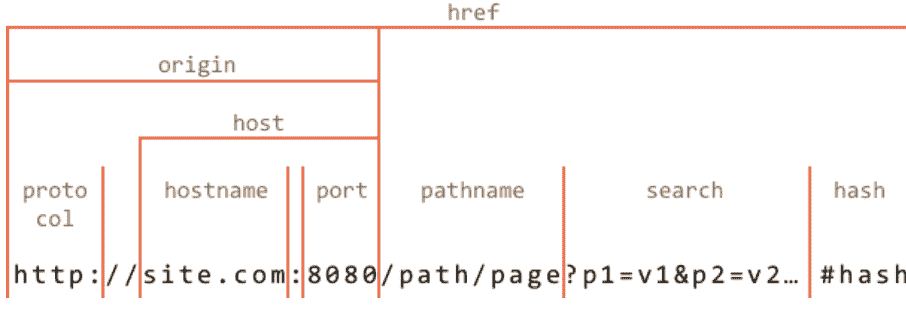 href
origin
host
proto
col
hostname
port
pathname
search
hash
http://site.com:8080/path/page?p1=v1&p2=v2… #hash